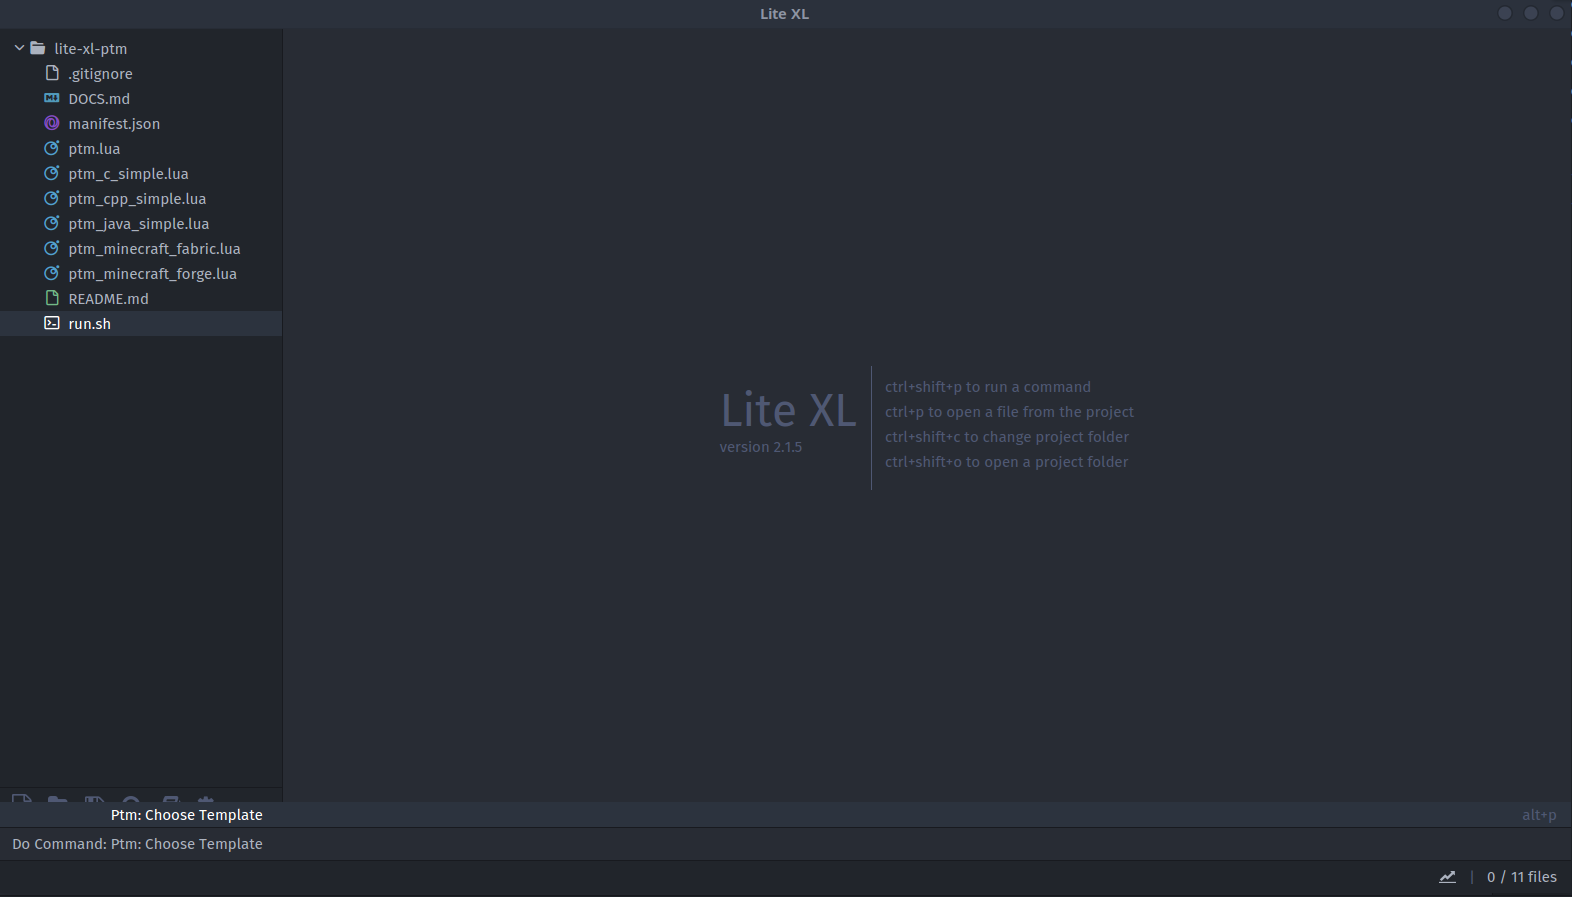 Lite XL
lite-xl-ptm
.gitignore
DOCS.md
manifest.json
ptm.lua
ptm_c_simple.lua
ptm_cpp_simple.lua
ptm_java_simple.lua
ptm_minecraft_fabric.lua
ptm_minecraft_forge.lua
README.md
run.sh
Lite XL
version 2.1.5
ctrl+shift+p to run a command
ctrl+p to open a file from the project
ctrl+shift+c to change project folder
ctrl+shift+o to open a project folder
Ptm: Choose Template alt+p
Do Command: Ptm: Choose Template
0 / 11 files